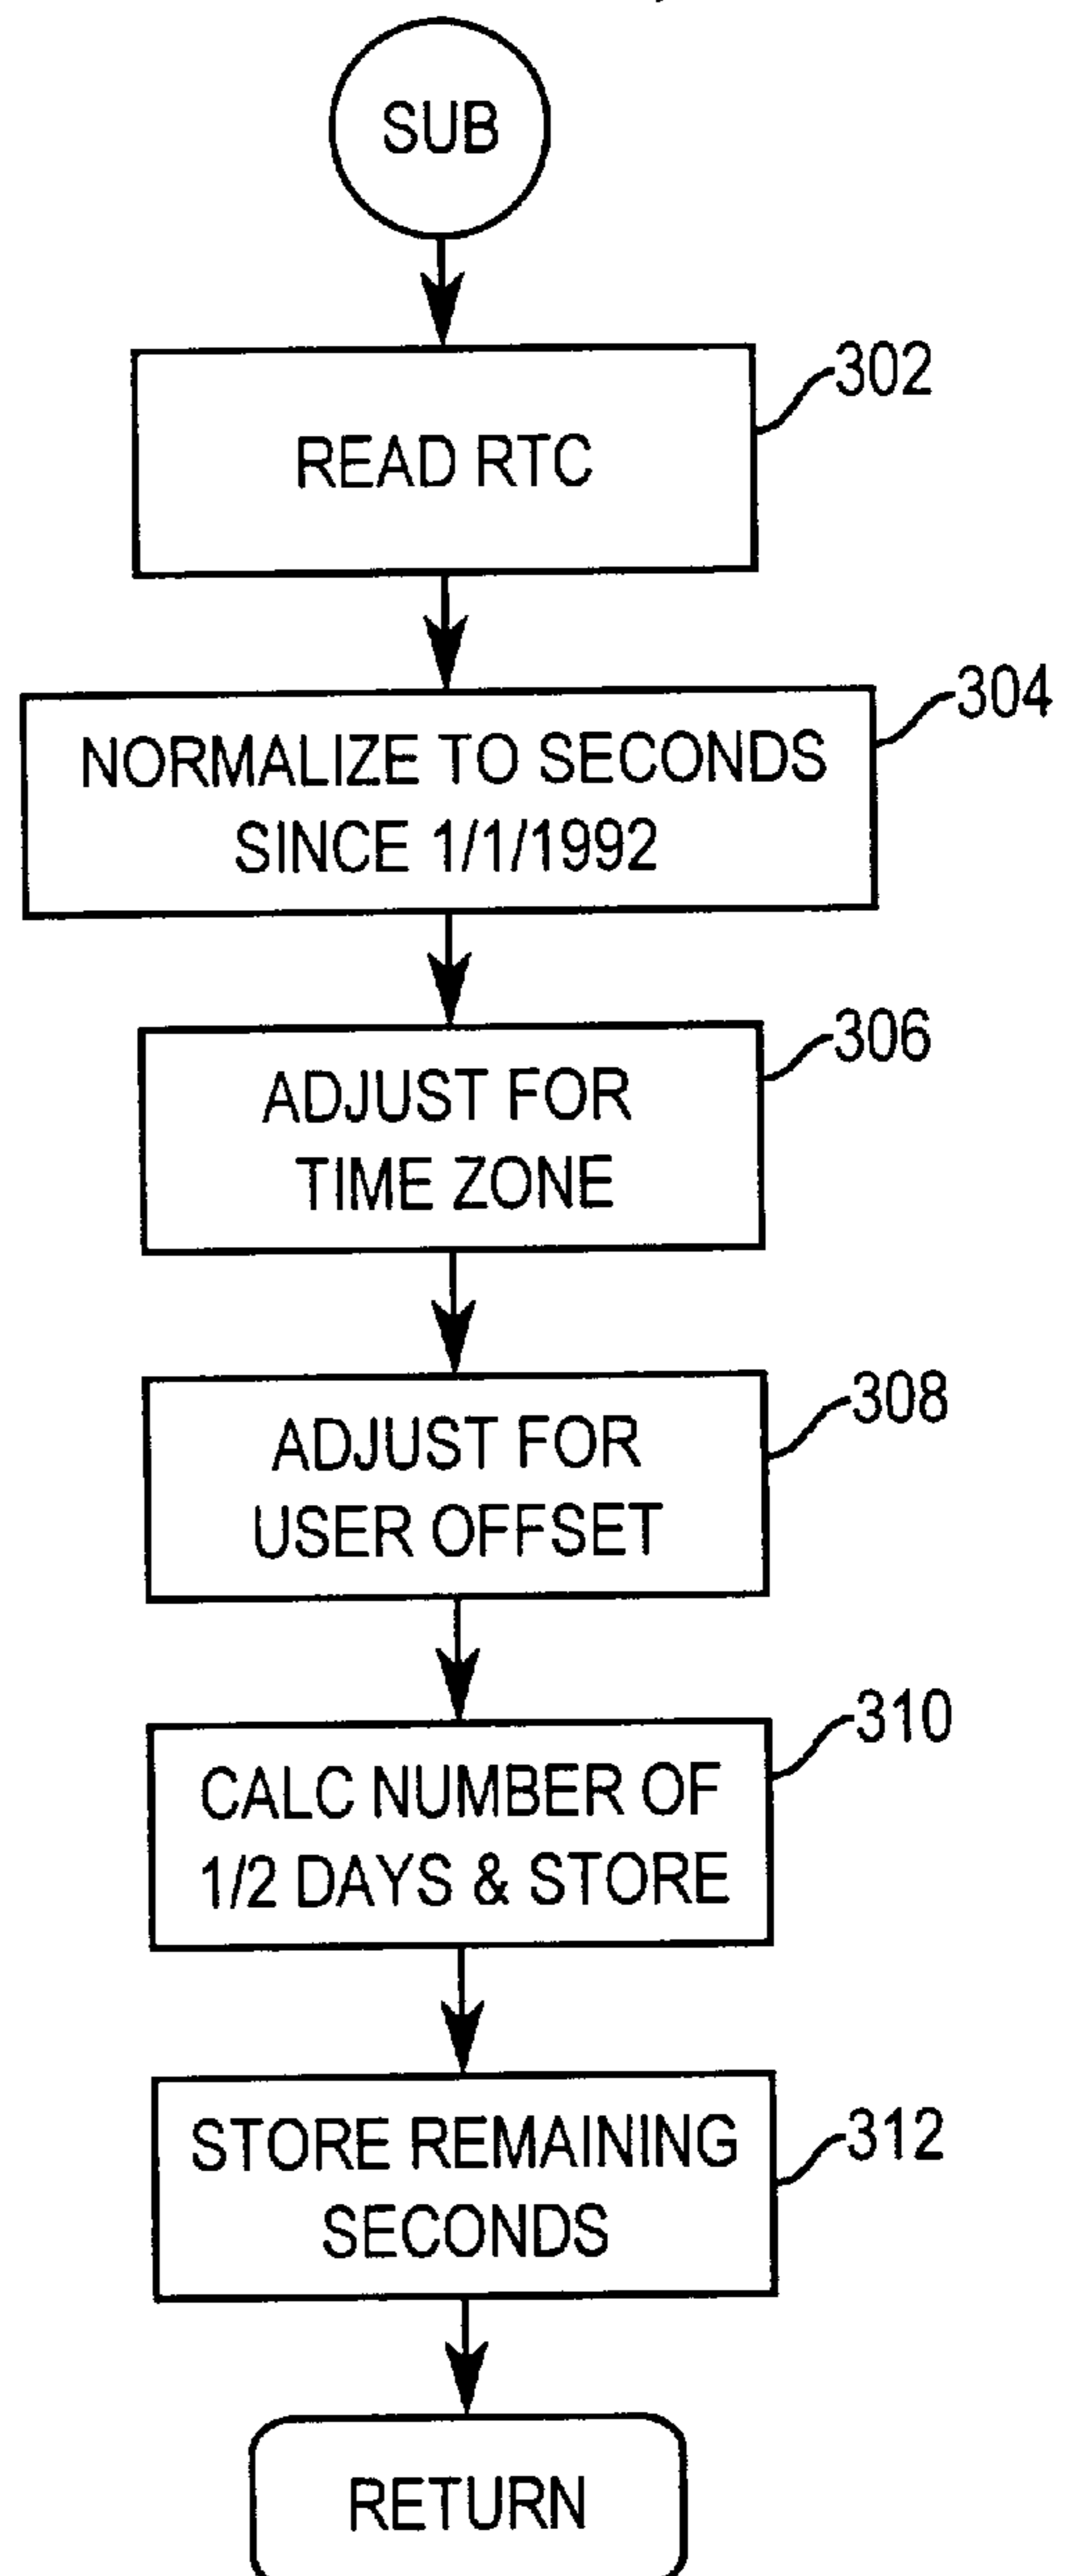 SUB
READ RTC
302
NORMALIZE TO SECONDS
SINCE 1/1/1992
304
ADJUST FOR
TIME ZONE
306
ADJUST FOR
USER OFFSET
308
CALC NUMBER OF
1/2 DAYS & STORE
310
STORE REMAINING
SECONDS
312
RETURN